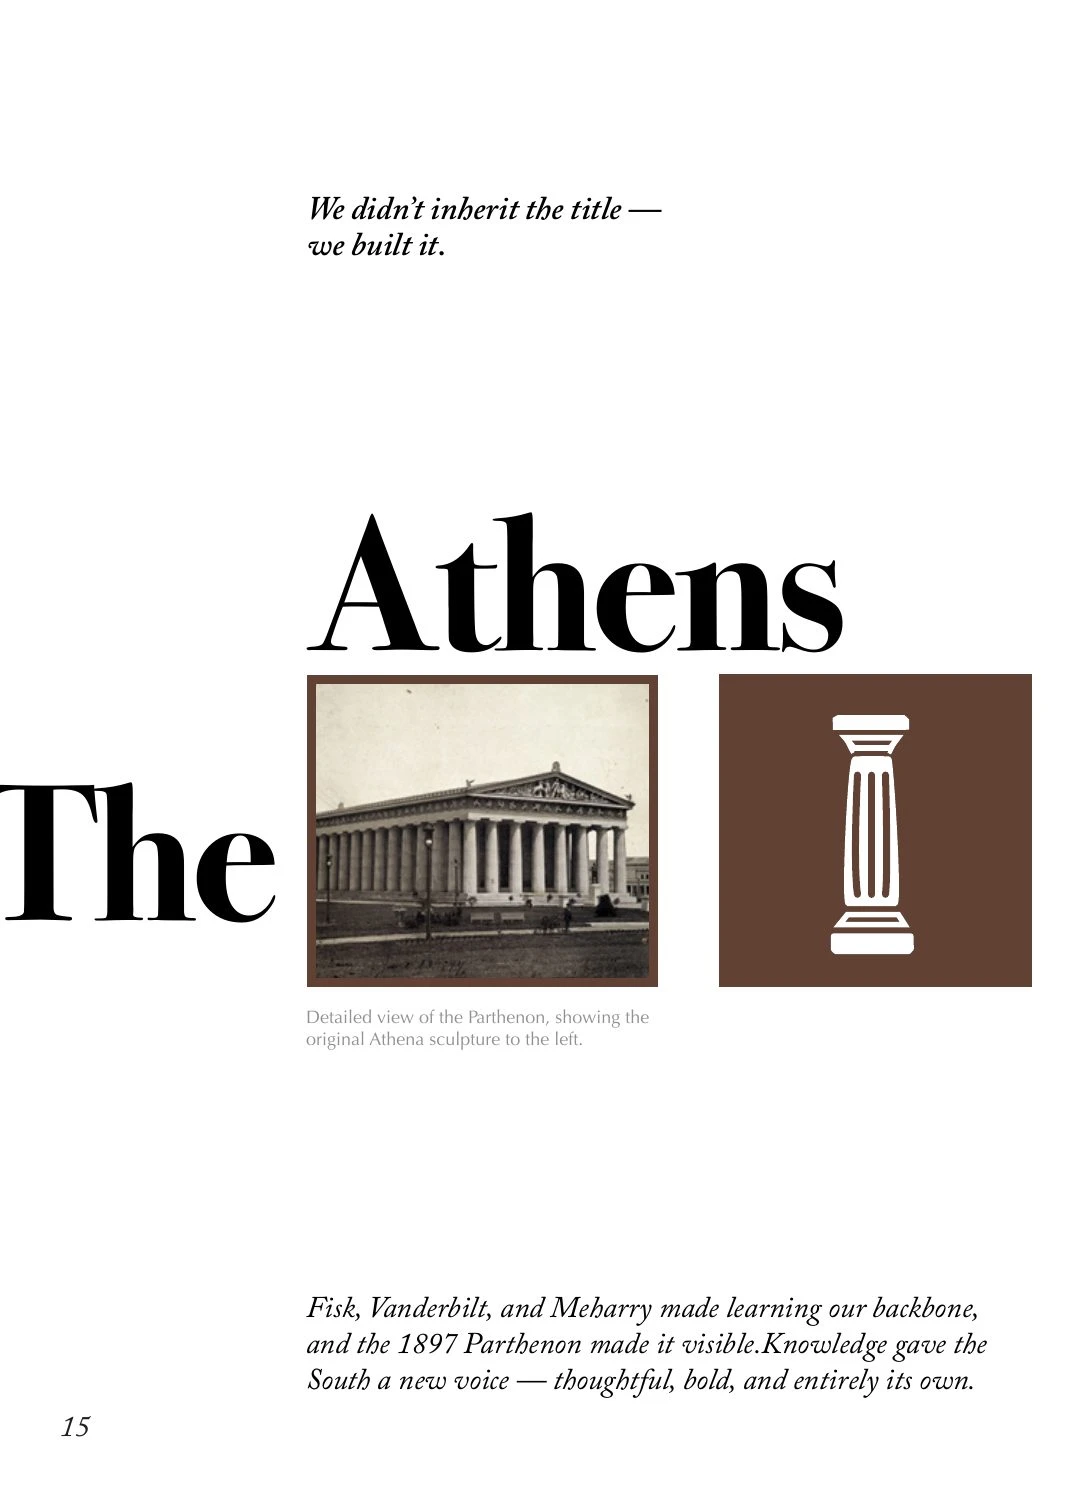 We didn’t inherit the title —
we built it.
Athens
The
Detailed view of the Parthenon, showing the
original Athena sculpture to the left.
Fisk, Vanderbilt, and Meharry made learning our backbone,
and the 1897 Parthenon made it visible.Knowledge gave the
South a new voice — thoughtful, bold, and entirely its own.
15